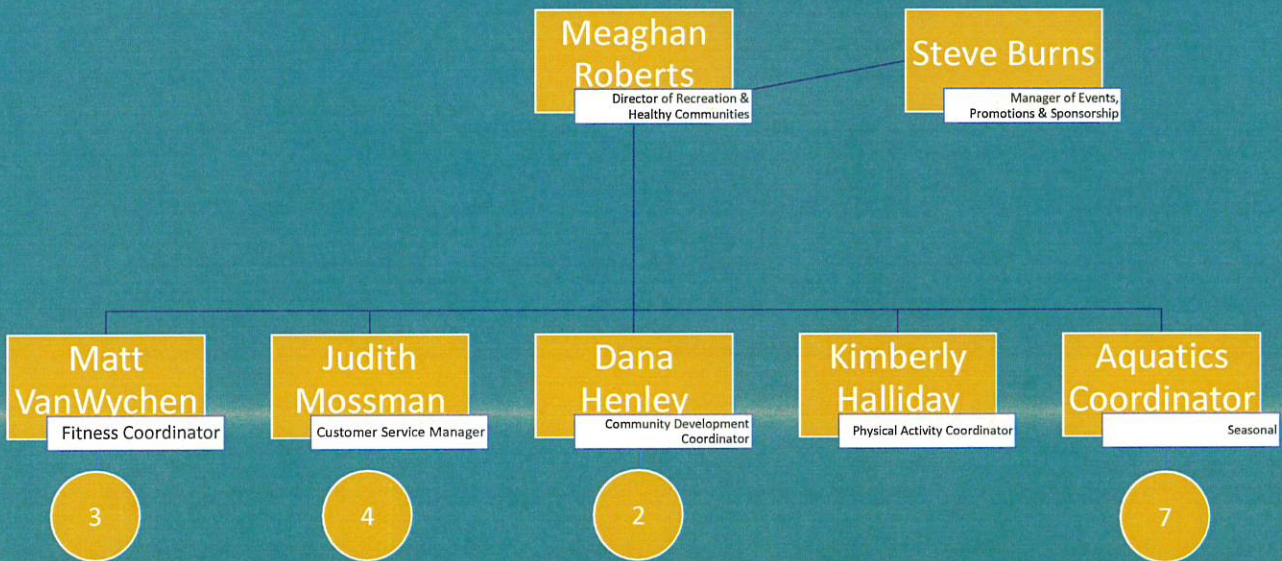 Meaghan
Roberts
Director of Recreation &
Healthy Communities
Steve Burns
Manager of Events,
Promotions & Sponsorship
Matt
VanWychen
Fitness Coordinator
Judith
Mossman
Customer Service Manager
Dana
Henley
Community Development
Coordinator
Kimberly
Halliday
Physical Activity Coordinator
Aquatics
Coordinator
Seasonal
3
4
2
7